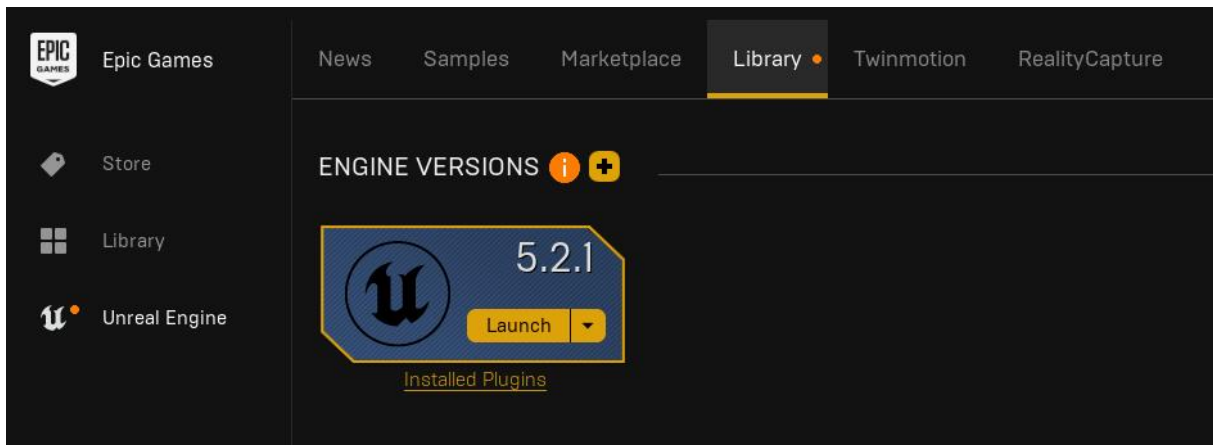 EPIC GAMES
Epic Games
News Samples Marketplace Library Twinmotion RealityCapture
Store
Library
Unreal Engine
ENGINE VERSIONS i +
5.2.1
Launch
Installed Plugins